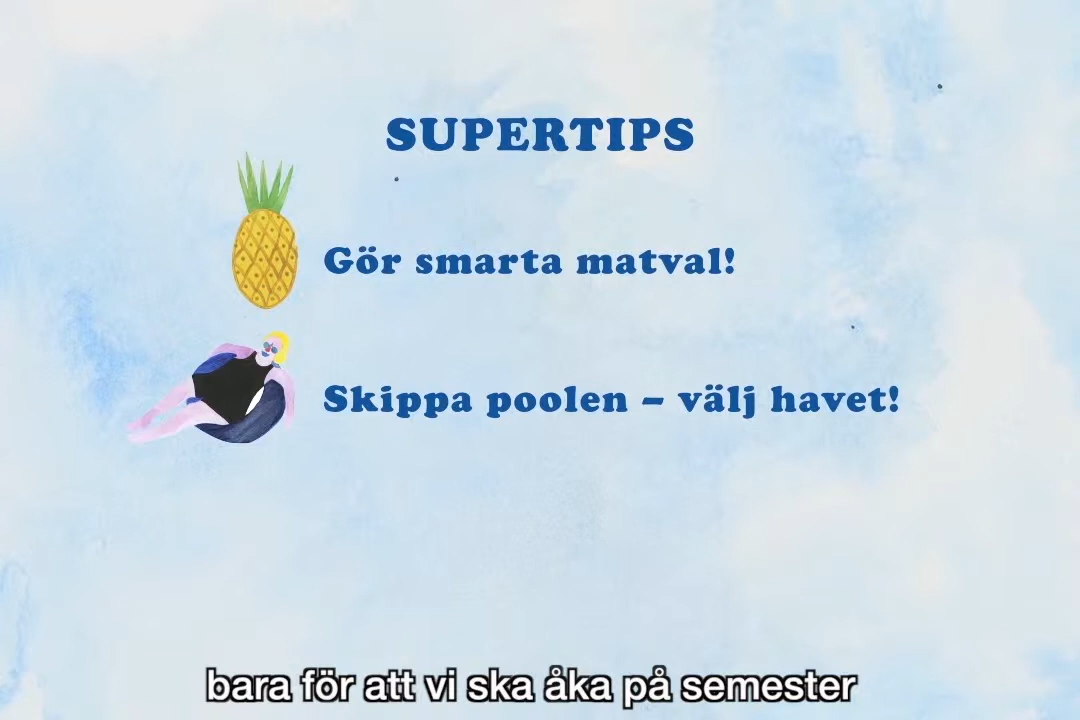 SUPERTIPS
Gör smarta matval!
Skippa poolen – välj havet!
bara för att vi ska åka på semester